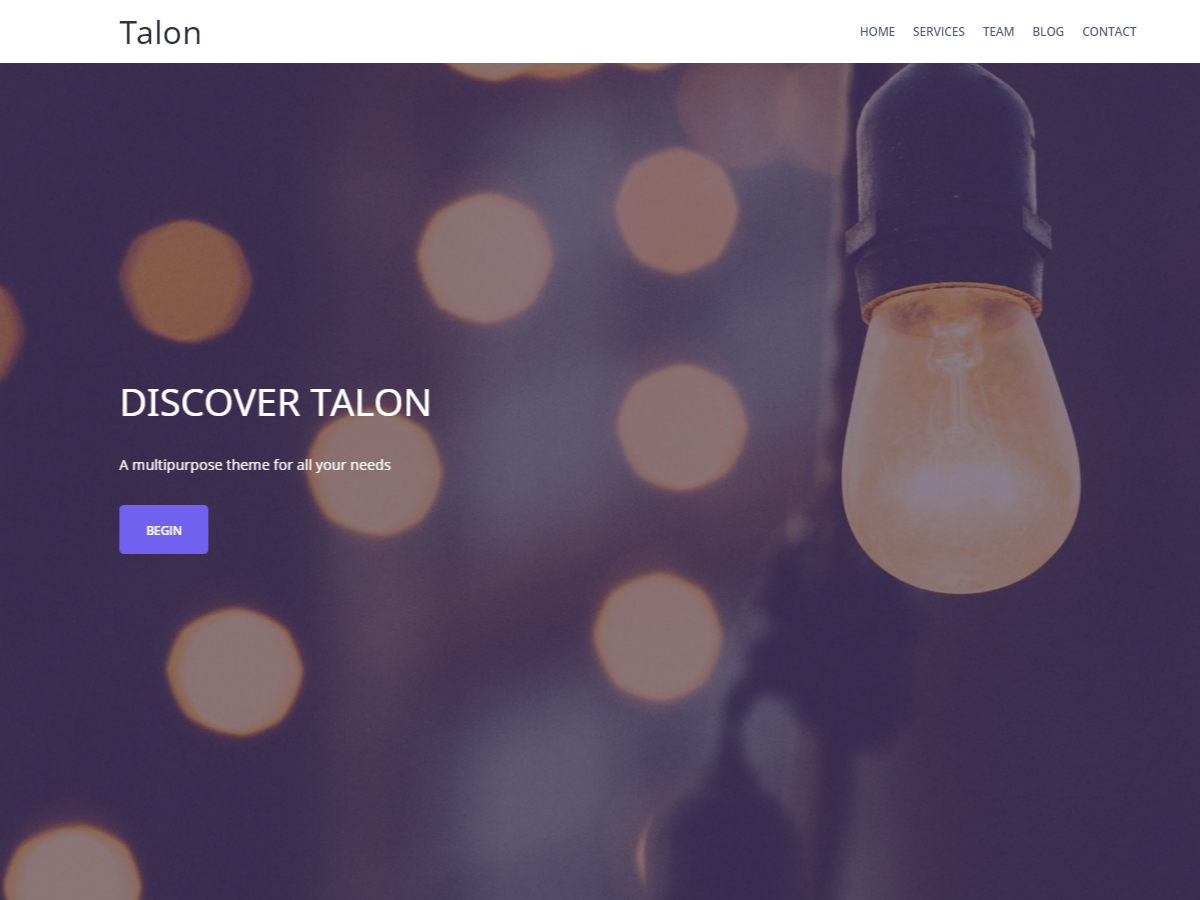 Talon
HOME SERVICES TEAM BLOG CONTACT
DISCOVER TALON
A multipurpose theme for all your needs
BEGIN